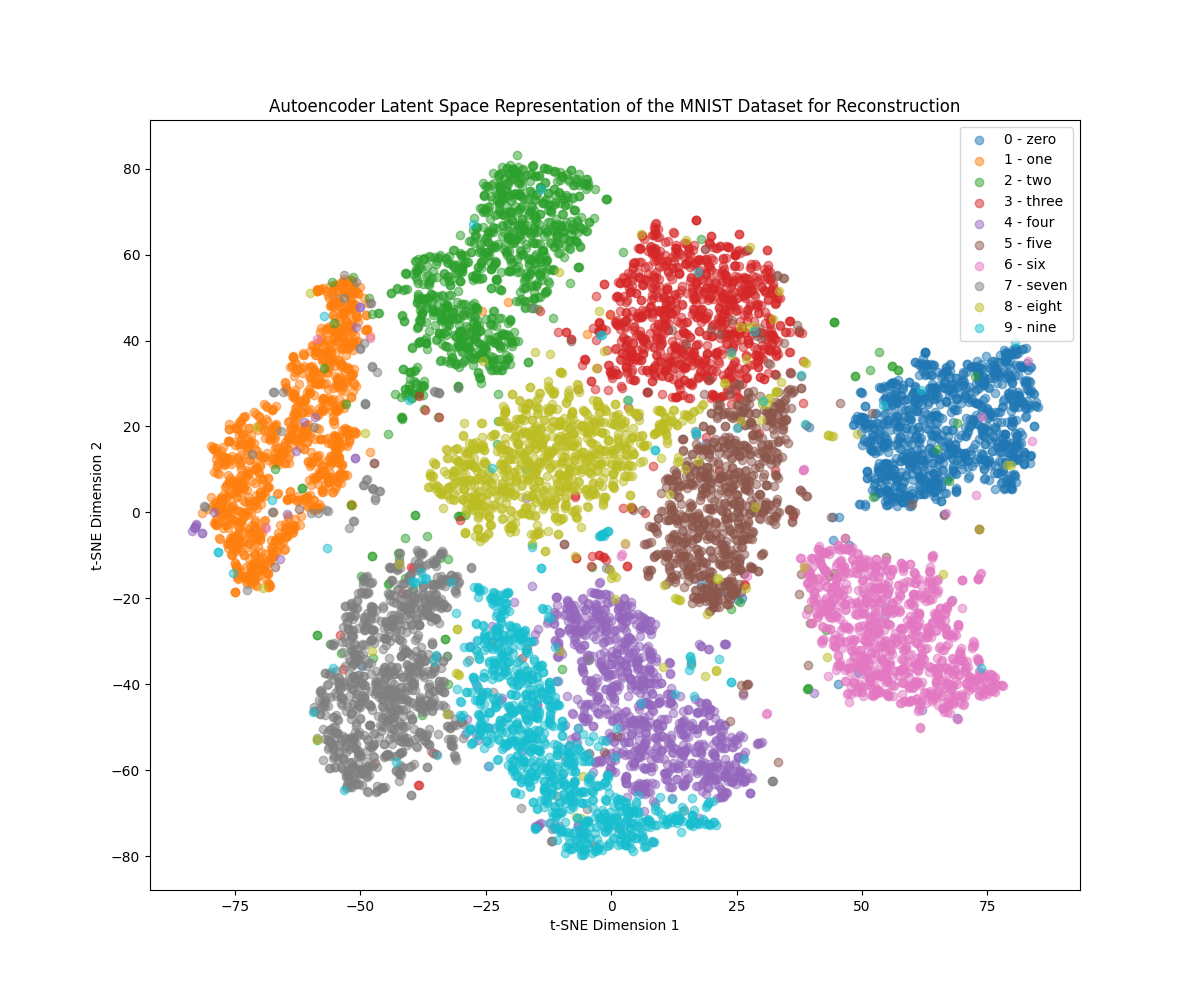 Autoencoder Latent Space Representation of the MNIST Dataset for Reconstruction
0 - zero
1 - one
2 - two
3 - three
4 - four
5 - five
6 - six
7 - seven
8 - eight
9 - nine
80
60
40
20
0
−20
−40
−60
−80
t-SNE Dimension 2
−75 −50 −25 0 25 50 75
t-SNE Dimension 1